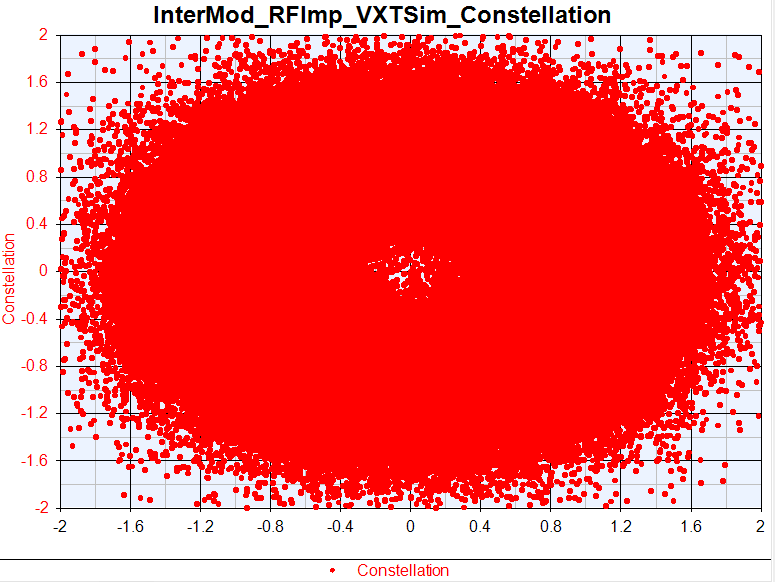 InterMod_RFImp_VXTSim_Constellation
2
1.6
1.2
0.8
0.4
0
-0.4
-0.8
-1.2
-1.6
-2
Constellation
-2 -1.6 -1.2 -0.8 -0.4 0 0.4 0.8 1.2 1.6 2
Constellation